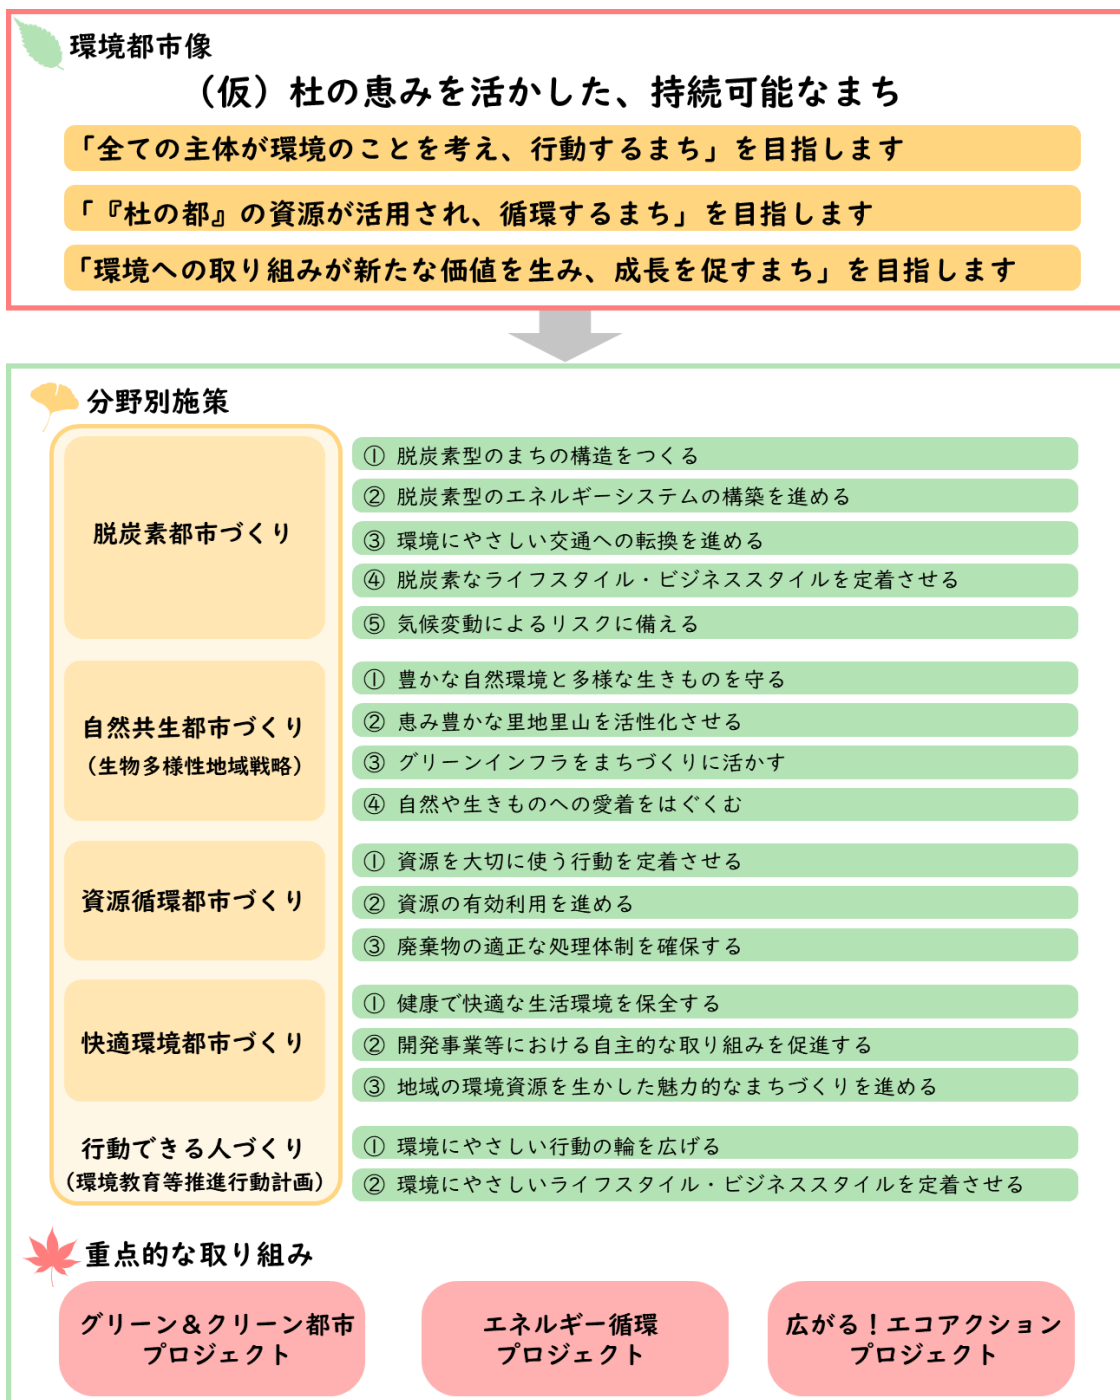 環境都市像
（仮）杜の恵みを活かした、持続可能なまち
「全ての主体が環境のことを考え、行動するまち」を目指します
「『杜の都』の資源が活用され、循環するまち」を目指します
「環境への取り組みが新たな価値を生み、成長を促すまち」を目指します
分野別施策
脱炭素都市づくり
① 脱炭素型のまちの構造をつくる
② 脱炭素型のエネルギーシステムの構築を進める
③ 環境にやさしい交通への転換を進める
④ 脱炭素なライフスタイル・ビジネススタイルを定着させる
⑤ 気候変動によるリスクに備える
自然共生都市づくり
（生物多様性地域戦略）
① 豊かな自然環境と多様な生きものを守る
② 恵み豊かな里地里山を活性化させる
③ グリーンインフラをまちづくりに活かす
④ 自然や生きものへの愛着をはぐくむ
資源循環都市づくり
① 資源を大切に使う行動を定着させる
② 資源の有効利用を進める
③ 廃棄物の適正な処理体制を確保する
快適環境都市づくり
① 健康で快適な生活環境を保全する
② 開発事業等における自主的な取り組みを促進する
③ 地域の環境資源を生かした魅力的なまちづくりを進める
行動できる人づくり
（環境教育等推進行動計画）
① 環境にやさしい行動の輪を広げる
② 環境にやさしいライフスタイル・ビジネススタイルを定着させる
重点的な取り組み
グリーン＆クリーン都市
プロジェクト
エネルギー循環
プロジェクト
広がる！エコアクション
プロジェクト